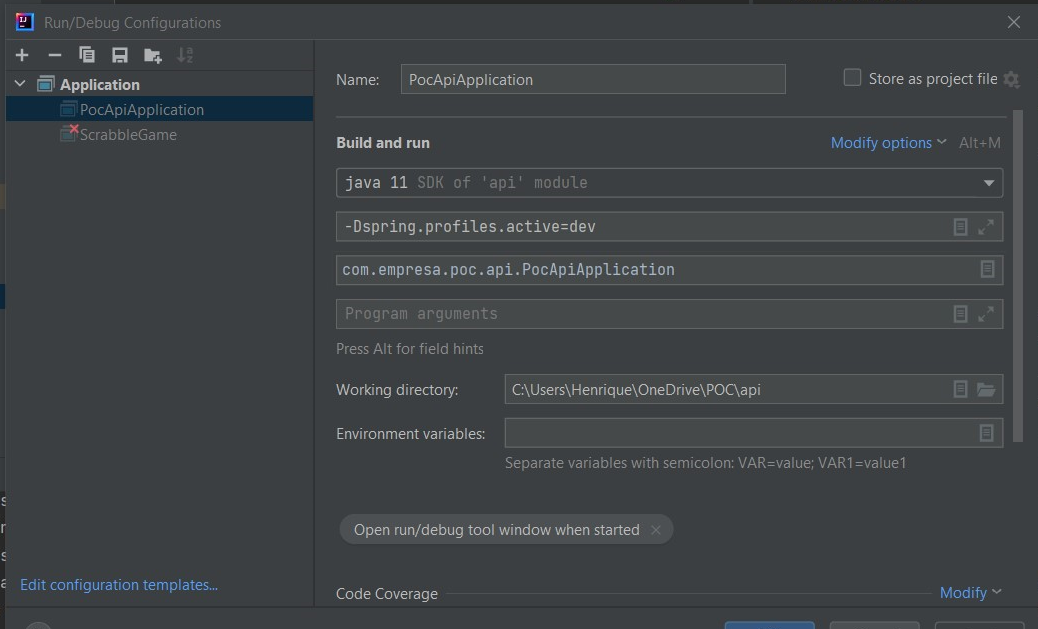 Run/Debug Configurations
Application
PocApiApplication
ScrabbleGame
Edit configuration templates...
Name: PocApiApplication Store as project file
Build and run Modify options Alt+M
java 11 SDK of 'api' module
-Dspring.profiles.active=dev
com.empresa.poc.api.PocApiApplication
Program arguments
Press Alt for field hints
Working directory: C:\Users\Henrique\OneDrive\POC\api
Environment variables:
Separate variables with semicolon: VAR=value; VAR1=value1
Open run/debug tool window when started
Code Coverage Modify